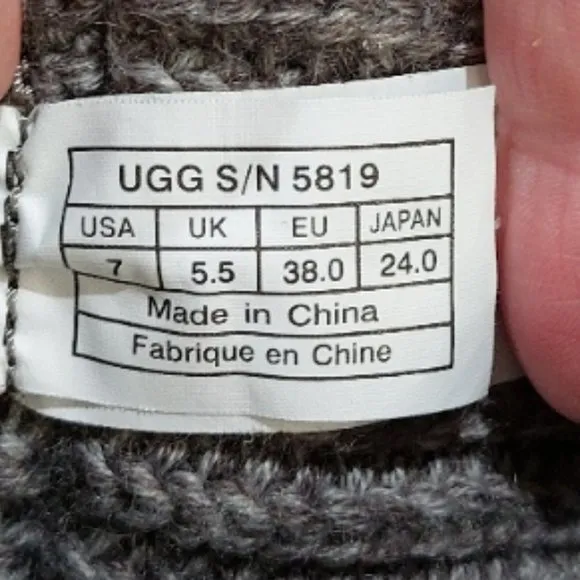 UGG S/N 5819
USA UK EU JAPAN
7 5.5 38.0 24.0
Made in China
Fabrique en Chine